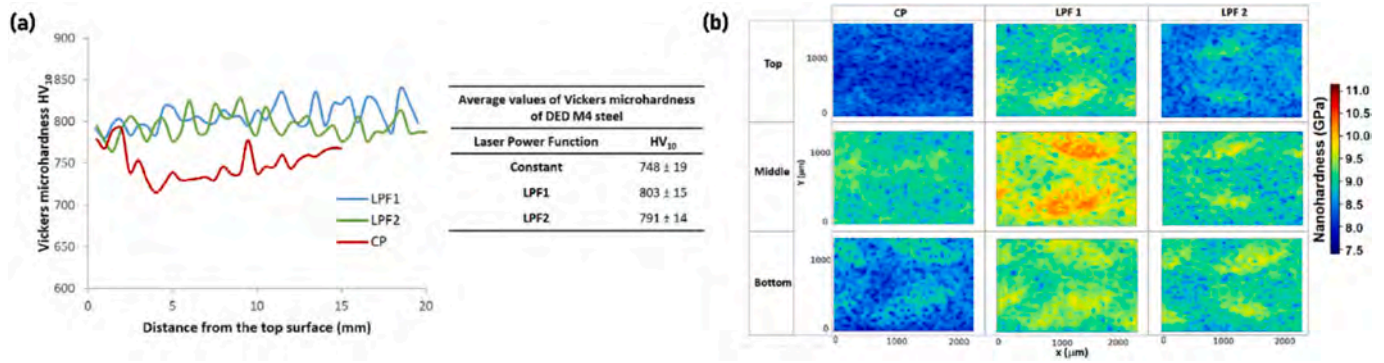 (a)
900
850
800
750
700
650
600
Vickers microhardness HV10
LPF1
LPF2
CP
0 5 10 15 20
Distance from the top surface (mm)
Average values of Vickers microhardness
of DED M4 steel
Laser Power Function HV10
Constant 748 ± 19
LPF1 803 ± 15
LPF2 791 ± 14
(b)
CP LPF 1 LPF 2
Top
Middle
Bottom
1000
0
1000
0
1000
0
Y (μm)
0 1000 2000 0 1000 2000 0 1000 2000
x (μm)
11.0
10.5
10.0
9.5
9.0
8.5
8.0
7.5
Nanohardness (GPa)